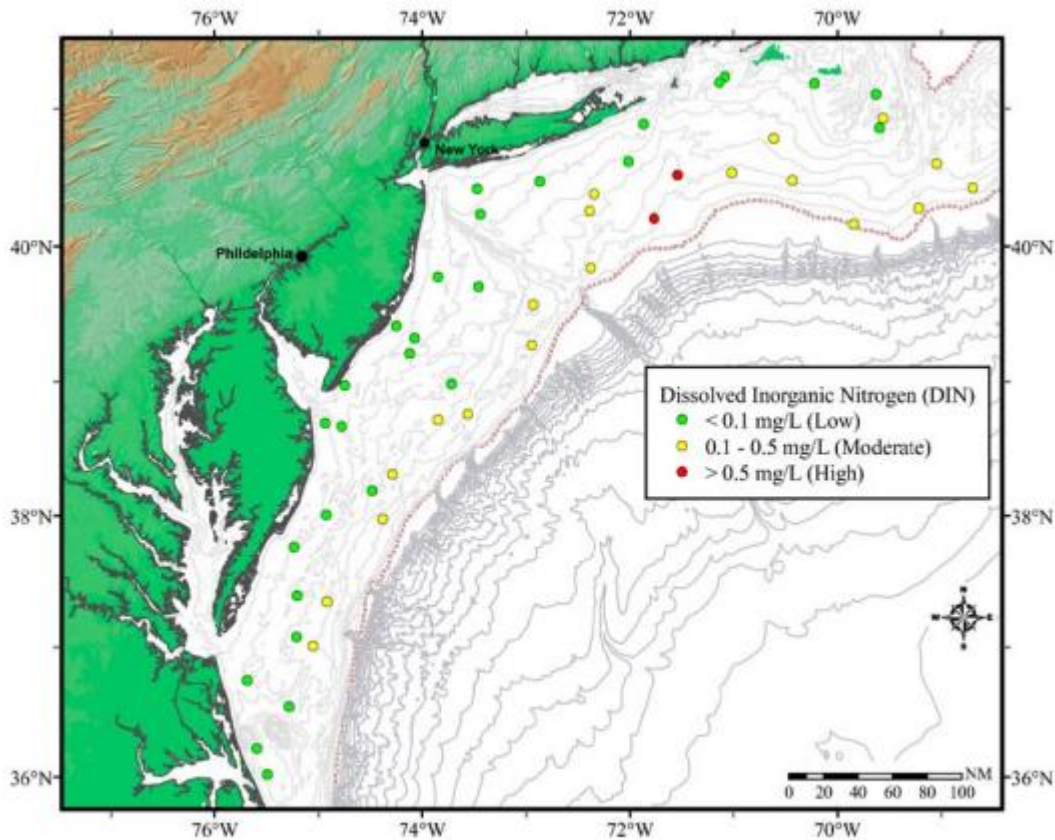 76°W 74°W 72°W 70°W
New York
40°N 40°N
Phildelphia
Dissolved Inorganic Nitrogen (DIN)
< 0.1 mg/L (Low)
0.1 - 0.5 mg/L (Moderate)
> 0.5 mg/L (High)
38°N 38°N
N
W E
S
36°N NM 36°N
0 20 40 60 80 100
76°W 74°W 72°W 70°W